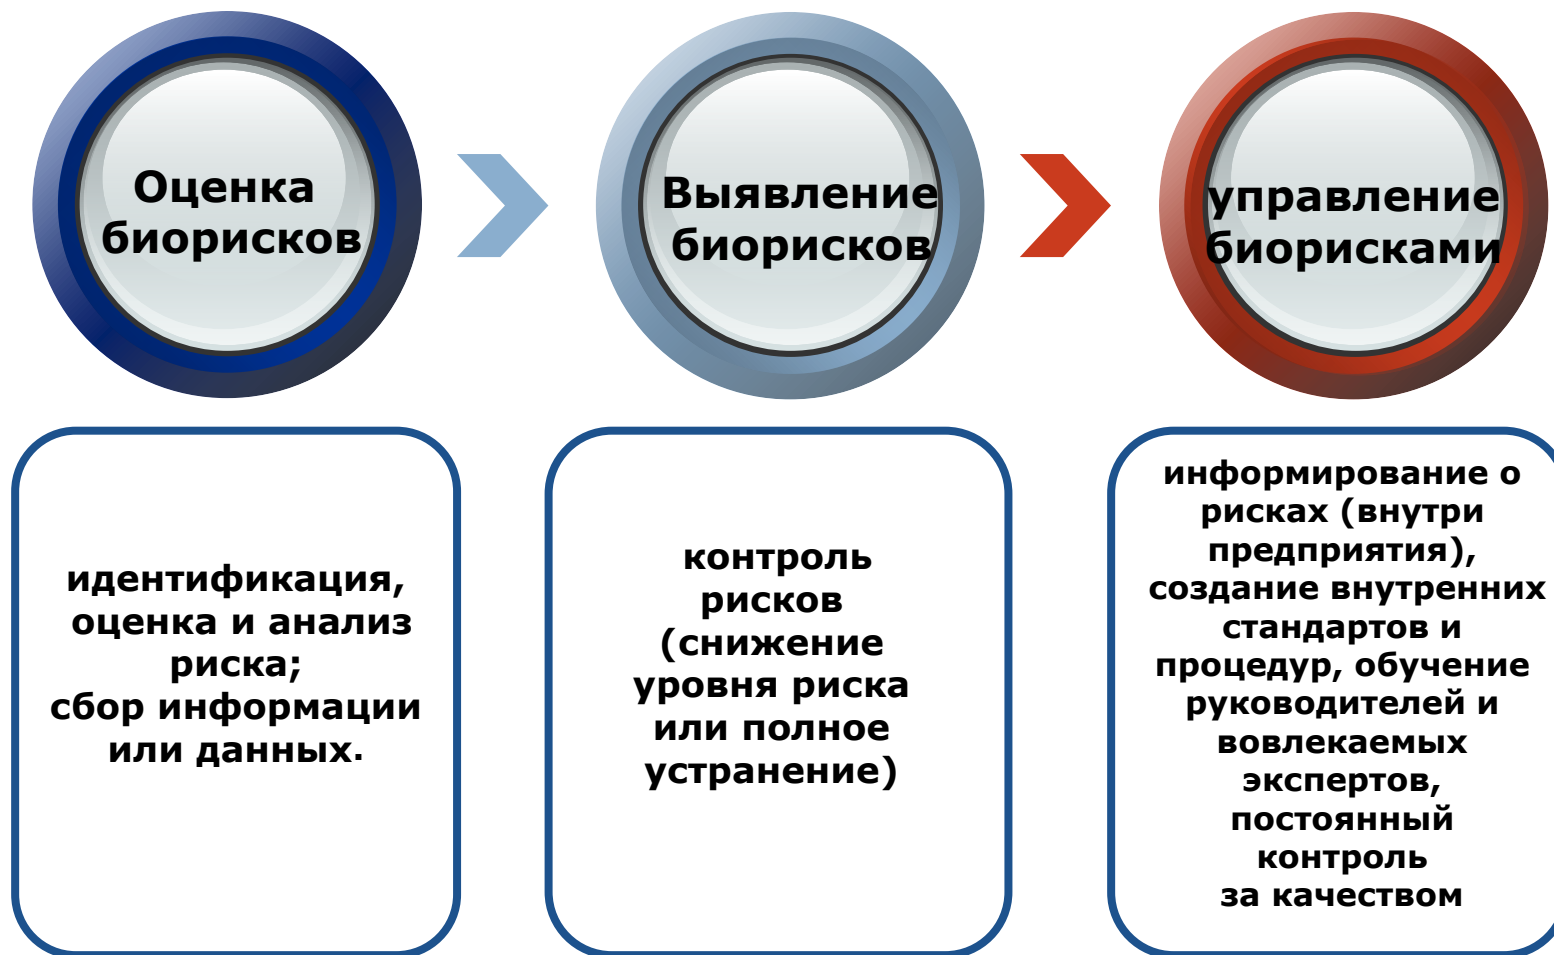 Оценка
биорисков
Выявление
биорисков
управление
биорисками
идентификация,
оценка и анализ
риска;
сбор информации
или данных.
контроль
рисков
(снижение
уровня риска
или полное
устранение)
информирование о
рисках (внутри
предприятия),
создание внутренних
стандартов и
процедур, обучение
руководителей и
вовлекаемых
экспертов,
постоянный
контроль
за качеством